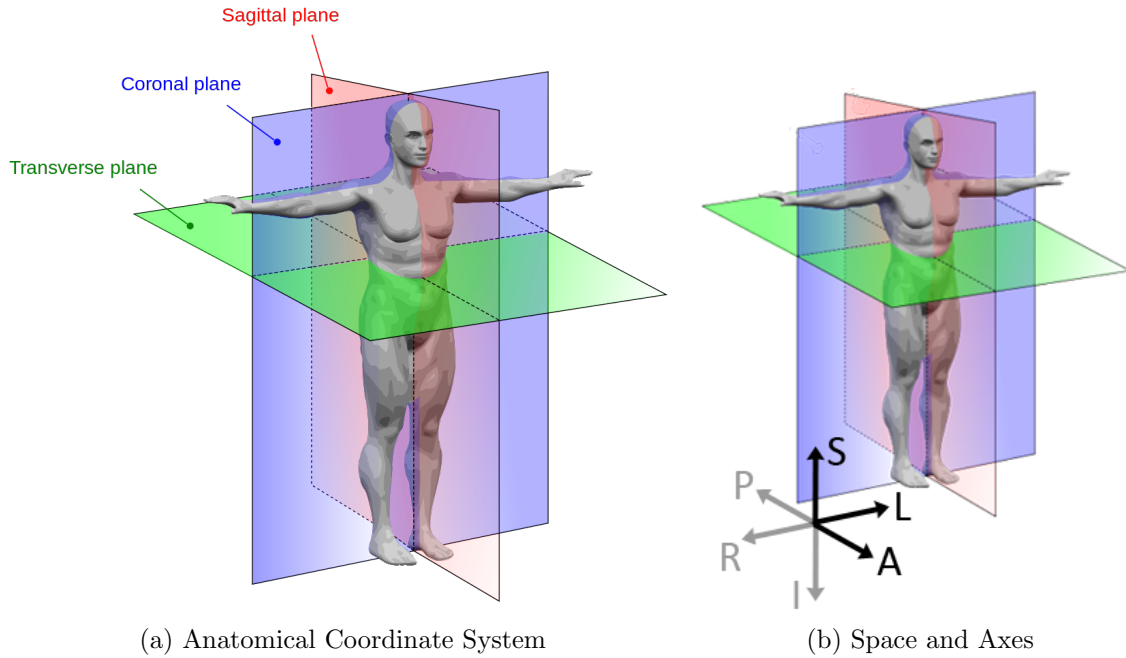 Sagittal plane
Coronal plane
Transverse plane
S
P
L
R
A
I
(a) Anatomical Coordinate System
(b) Space and Axes